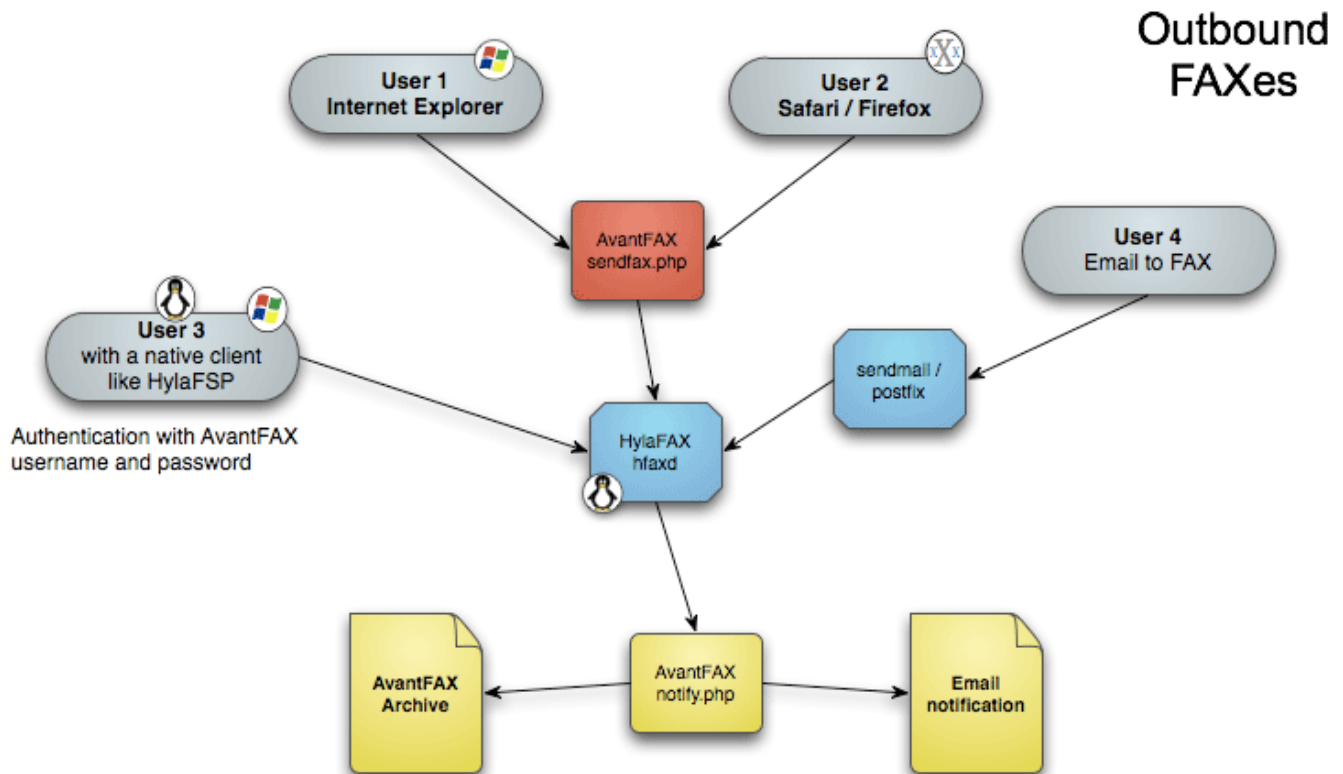 Outbound
FAXes
User 1
Internet Explorer
User 2
Safari / Firefox
X
X
X
AvantFAX
sendfax.php
User 4
Email to FAX
User 3
with a native client
like HylaFSP
sendmail /
postfix
Authentication with AvantFAX
username and password
HylaFAX
hfaxd
AvantFAX
Archive
AvantFAX
notify.php
Email
notification